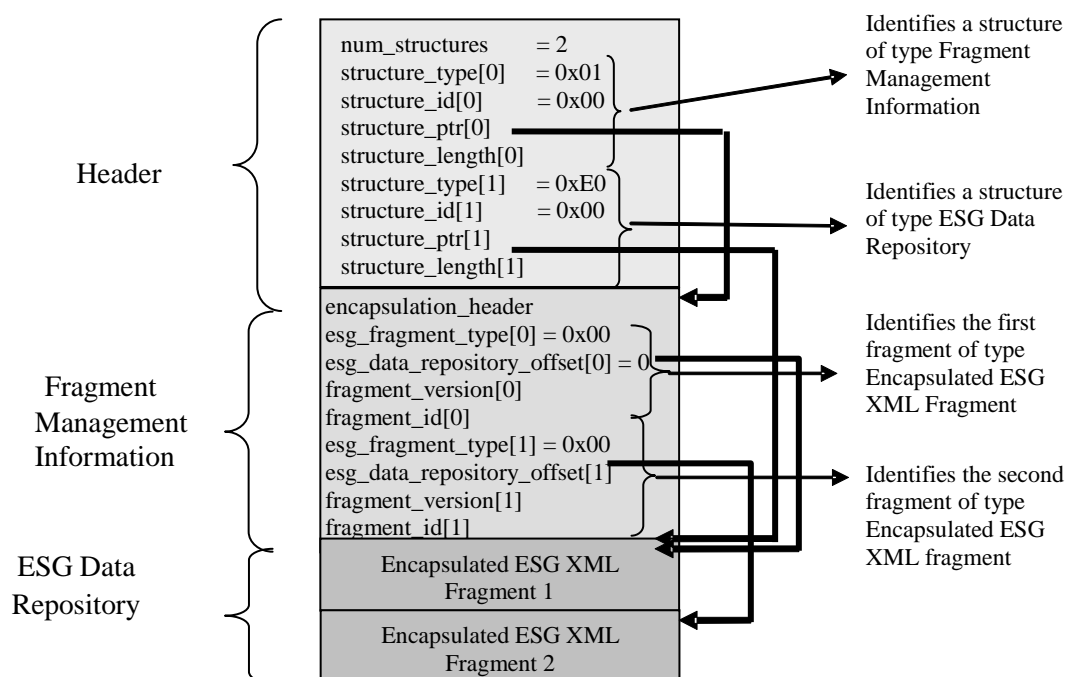 Header
Fragment
Management
Information
ESG Data
Repository
num_structures = 2
structure_type[0] = 0x01
structure_id[0] = 0x00
structure_ptr[0]
structure_length[0]
structure_type[1] = 0xE0
structure_id[1] = 0x00
structure_ptr[1]
structure_length[1]
encapsulation_header
esg_fragment_type[0] = 0x00
esg_data_repository_offset[0] = 0
fragment_version[0]
fragment_id[0]
esg_fragment_type[1] = 0x00
esg_data_repository_offset[1]
fragment_version[1]
fragment_id[1]
Encapsulated ESG XML
Fragment 1
Encapsulated ESG XML
Fragment 2
Identifies a structure
of type Fragment
Management
Information
Identifies a structure
of type ESG Data
Repository
Identifies the first
fragment of type
Encapsulated ESG
XML Fragment
Identifies the second
fragment of type
Encapsulated ESG
XML fragment